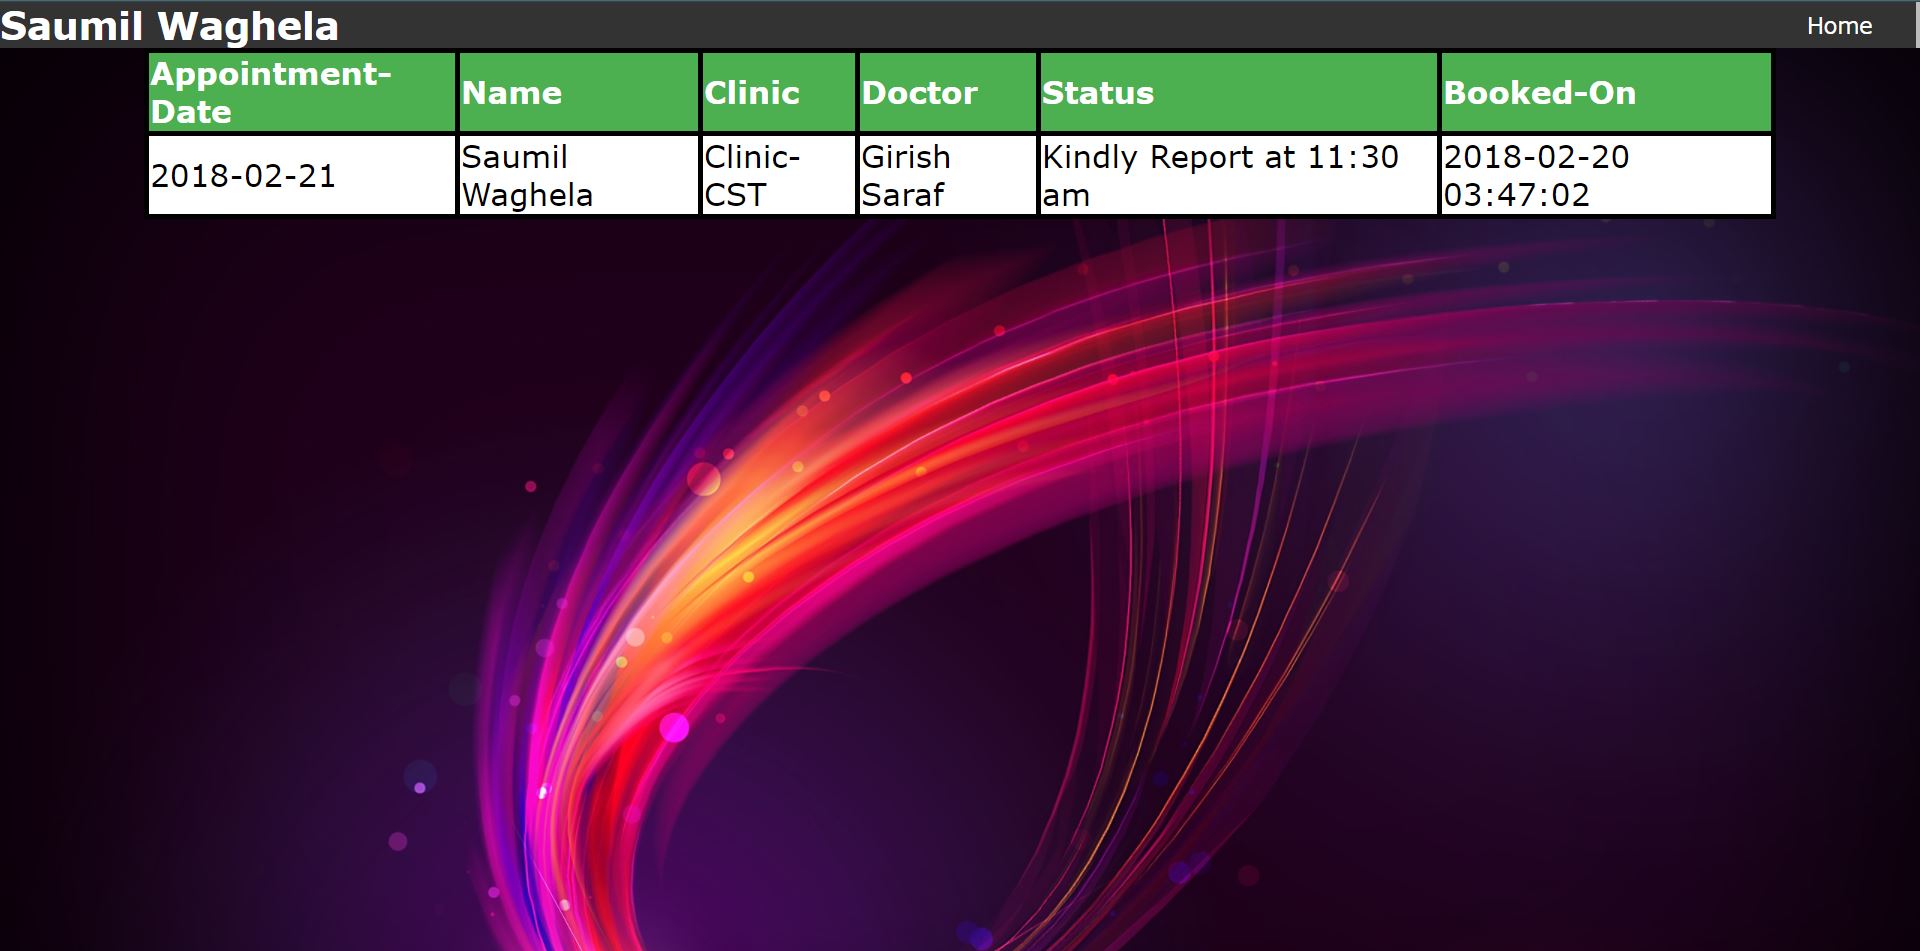 Saumil Waghela
Home
Appointment-
Date
Name
Clinic
Doctor
Status
Booked-On
2018-02-21
Saumil
Waghela
Clinic-
CST
Girish
Saraf
Kindly Report at 11:30
am
2018-02-20
03:47:02